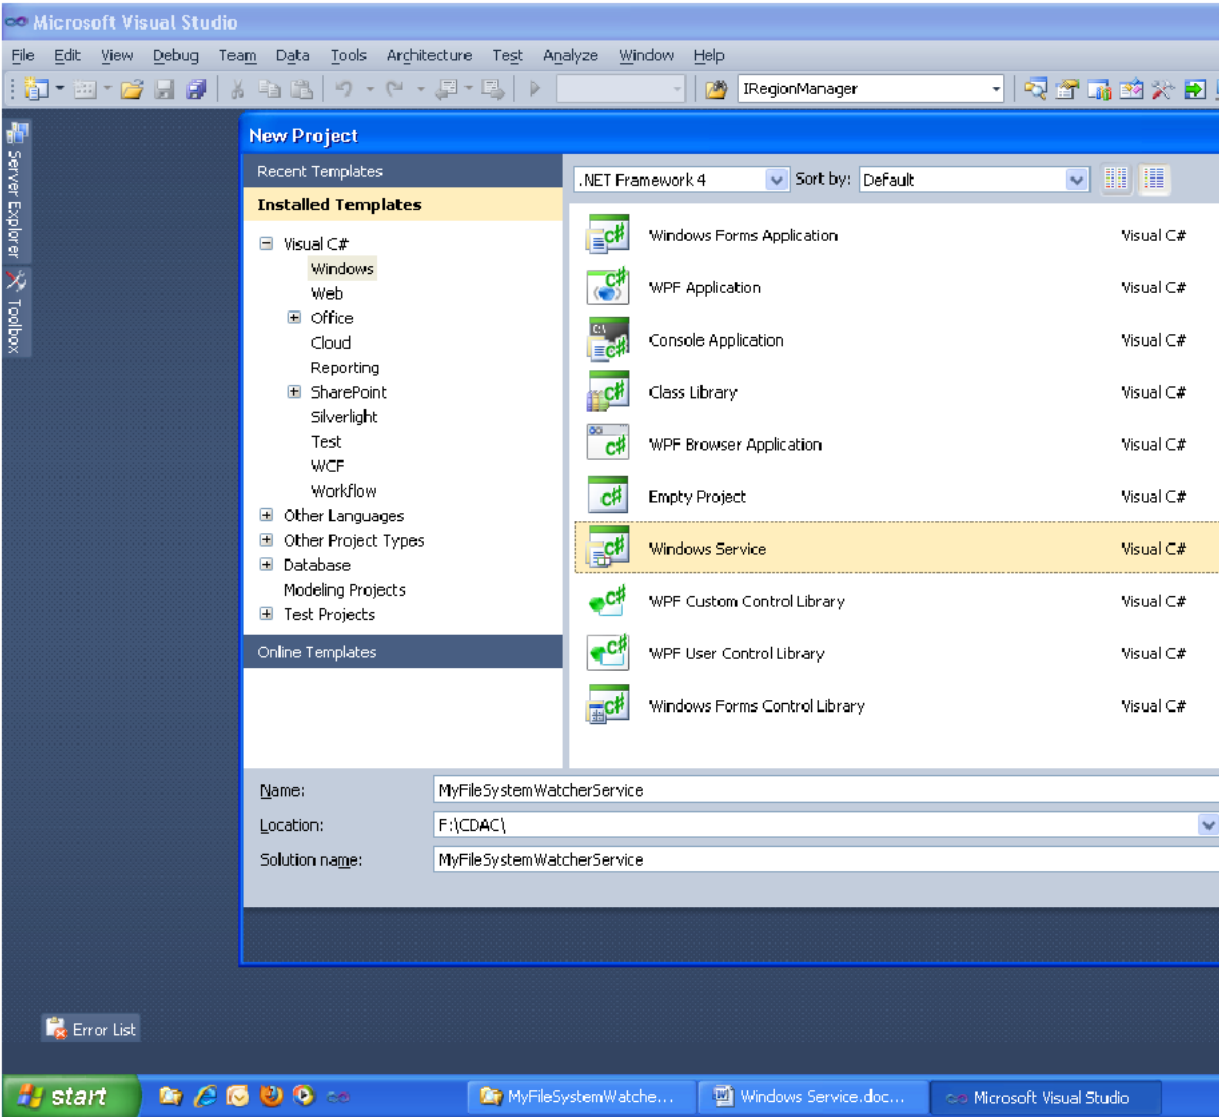 Microsoft Visual Studio
File Edit View Debug Team Data Tools Architecture Test Analyze Window Help
IRegionManager
Server Explorer
Toolbox
New Project
Recent Templates
Installed Templates
Visual C#
Windows
Web
Office
Cloud
Reporting
SharePoint
Silverlight
Test
WCF
Workflow
Other Languages
Other Project Types
Database
Modeling Projects
Test Projects
Online Templates
.NET Framework 4 Sort by: Default
Windows Forms Application Visual C#
WPF Application Visual C#
Console Application Visual C#
Class Library Visual C#
WPF Browser Application Visual C#
Empty Project Visual C#
Windows Service Visual C#
WPF Custom Control Library Visual C#
WPF User Control Library Visual C#
Windows Forms Control Library Visual C#
Name: MyFileSystemWatcherService
Location: F:\CDAC\
Solution name: MyFileSystemWatcherService
Error List
start MyFileSystemWatche... Windows Service.doc... Microsoft Visual Studio